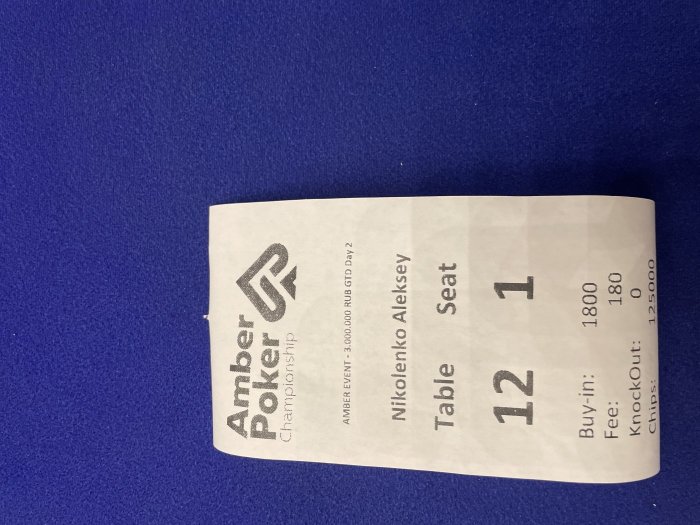 Amber
Poker
Championship
AMBER EVENT - 3.000.000 RUB GTD Day 2
Nikolenko Aleksey
Table Seat
12 1
Buy-in: 1800
Fee: 180
KnockOut: 0
Chips: 125000